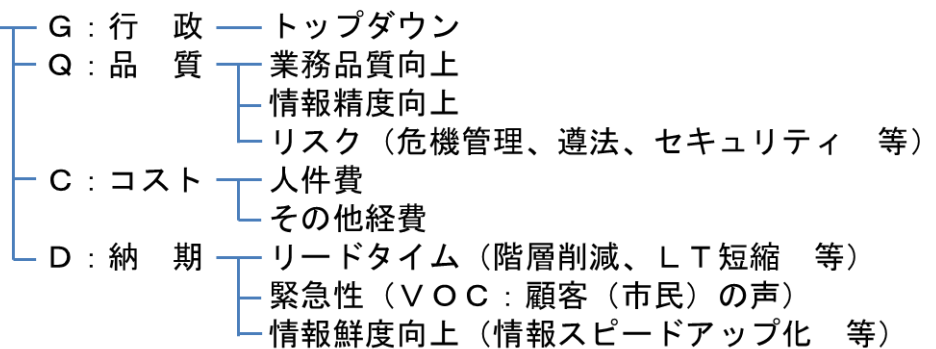 G:行　政 トップダウン
Q:品　質 業務品質向上
情報精度向上
リスク（危機管理、遵法、セキュリティ　等）
C:コスト 人件費
その他経費
D:納　期 リードタイム（階層削減、ＬＴ短縮　等）
緊急性（ＶＯＣ:顧客（市民）の声）
情報鮮度向上（情報スピードアップ化　等）